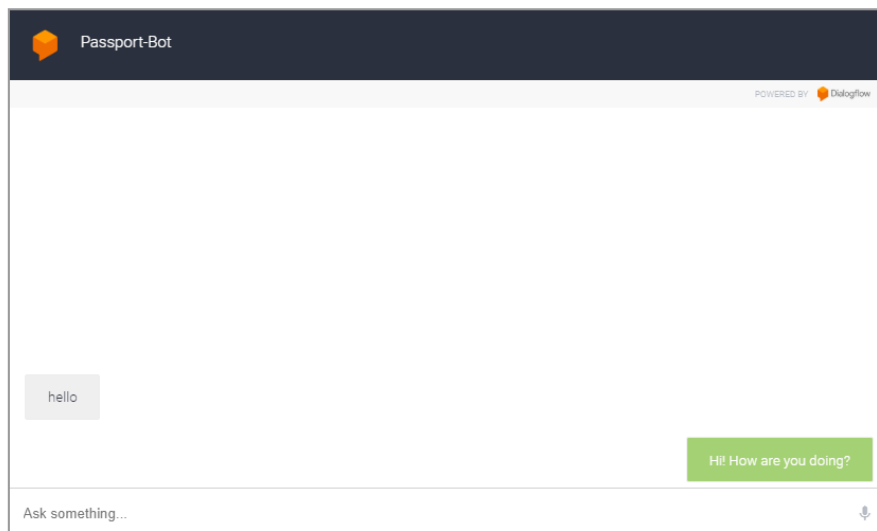 Passport-Bot
POWERED BY Dialogflow
hello
Hi! How are you doing?
Ask something...